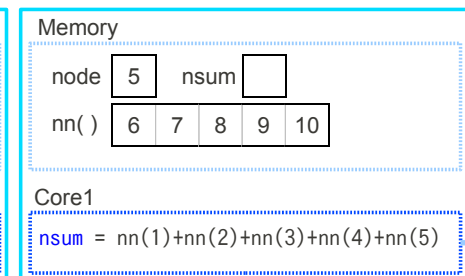 Memory
node 5 nsum
nn( ) 6 7 8 9 10
Core1
nsum = nn(1)+nn(2)+nn(3)+nn(4)+nn(5)